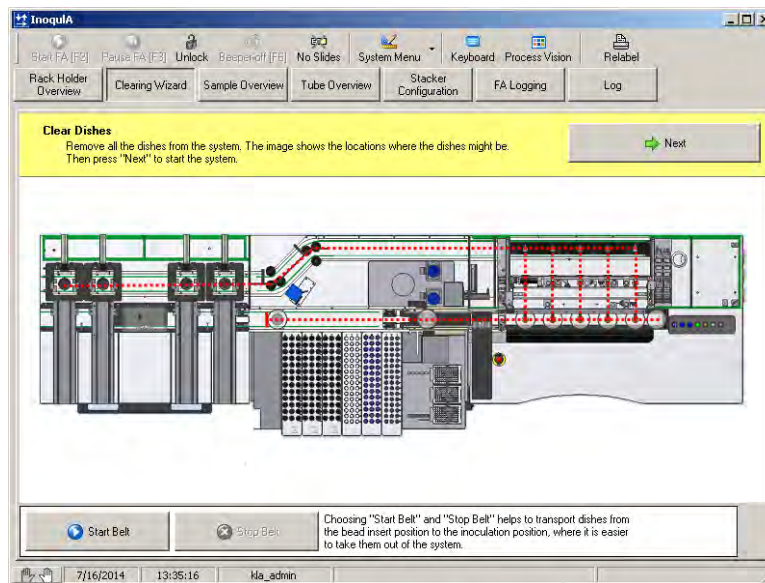 InoqulA
Start FA [F2] Pause FA [F3] Unlock Beeper-off [F6] No Slides System Menu Keyboard Process Vision Relabel
Rack Holder Overview Clearing Wizard Sample Overview Tube Overview Stacker Configuration FA Logging Log
Clear Dishes
Remove all the dishes from the system. The image shows the locations where the dishes might be.
Then press "Next" to start the system.
Next
Start Belt
Stop Belt
Choosing "Start Belt" and "Stop Belt" helps to transport dishes from
the bead insert position to the inoculation position, where it is easier
to take them out of the system.
7/16/2014 13:35:16 kla_admin